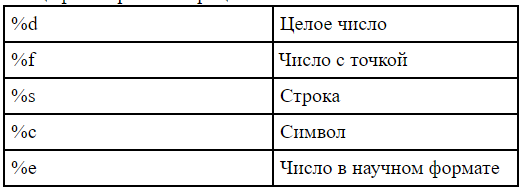 %d Целое число
%f Число с точкой
%s Строка
%c Символ
%e Число в научном формате